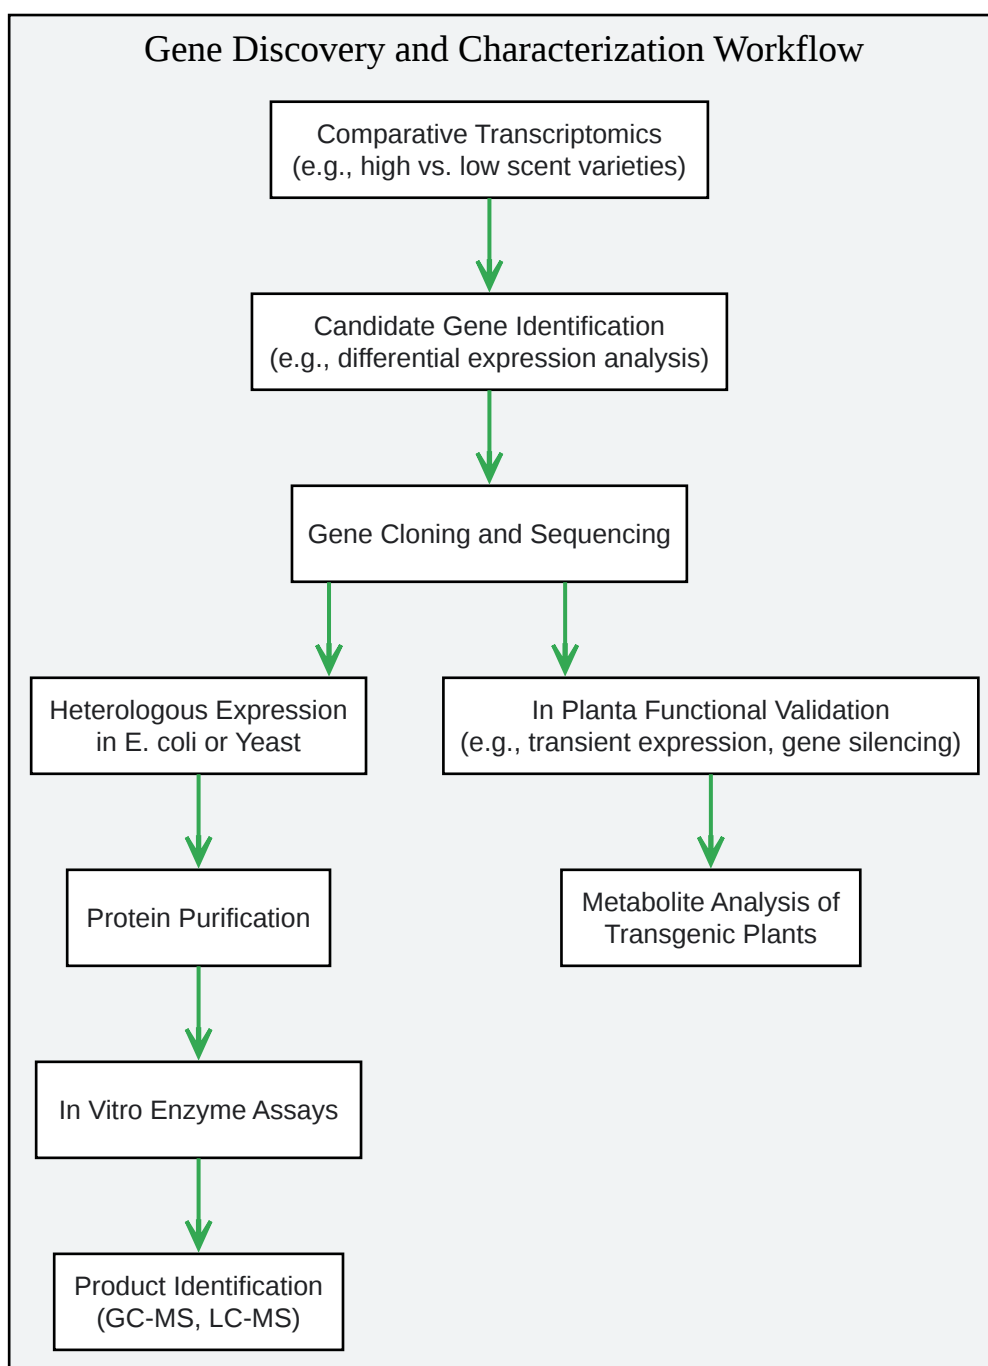 Gene Discovery and Characterization Workflow
Comparative Transcriptomics
(e.g., high vs. low scent varieties)
Candidate Gene Identification
(e.g., differential expression analysis)
Gene Cloning and Sequencing
Heterologous Expression
in E. coli or Yeast
In Planta Functional Validation
(e.g., transient expression, gene silencing)
Protein Purification
Metabolite Analysis of
Transgenic Plants
In Vitro Enzyme Assays
Product Identification
(GC-MS, LC-MS)